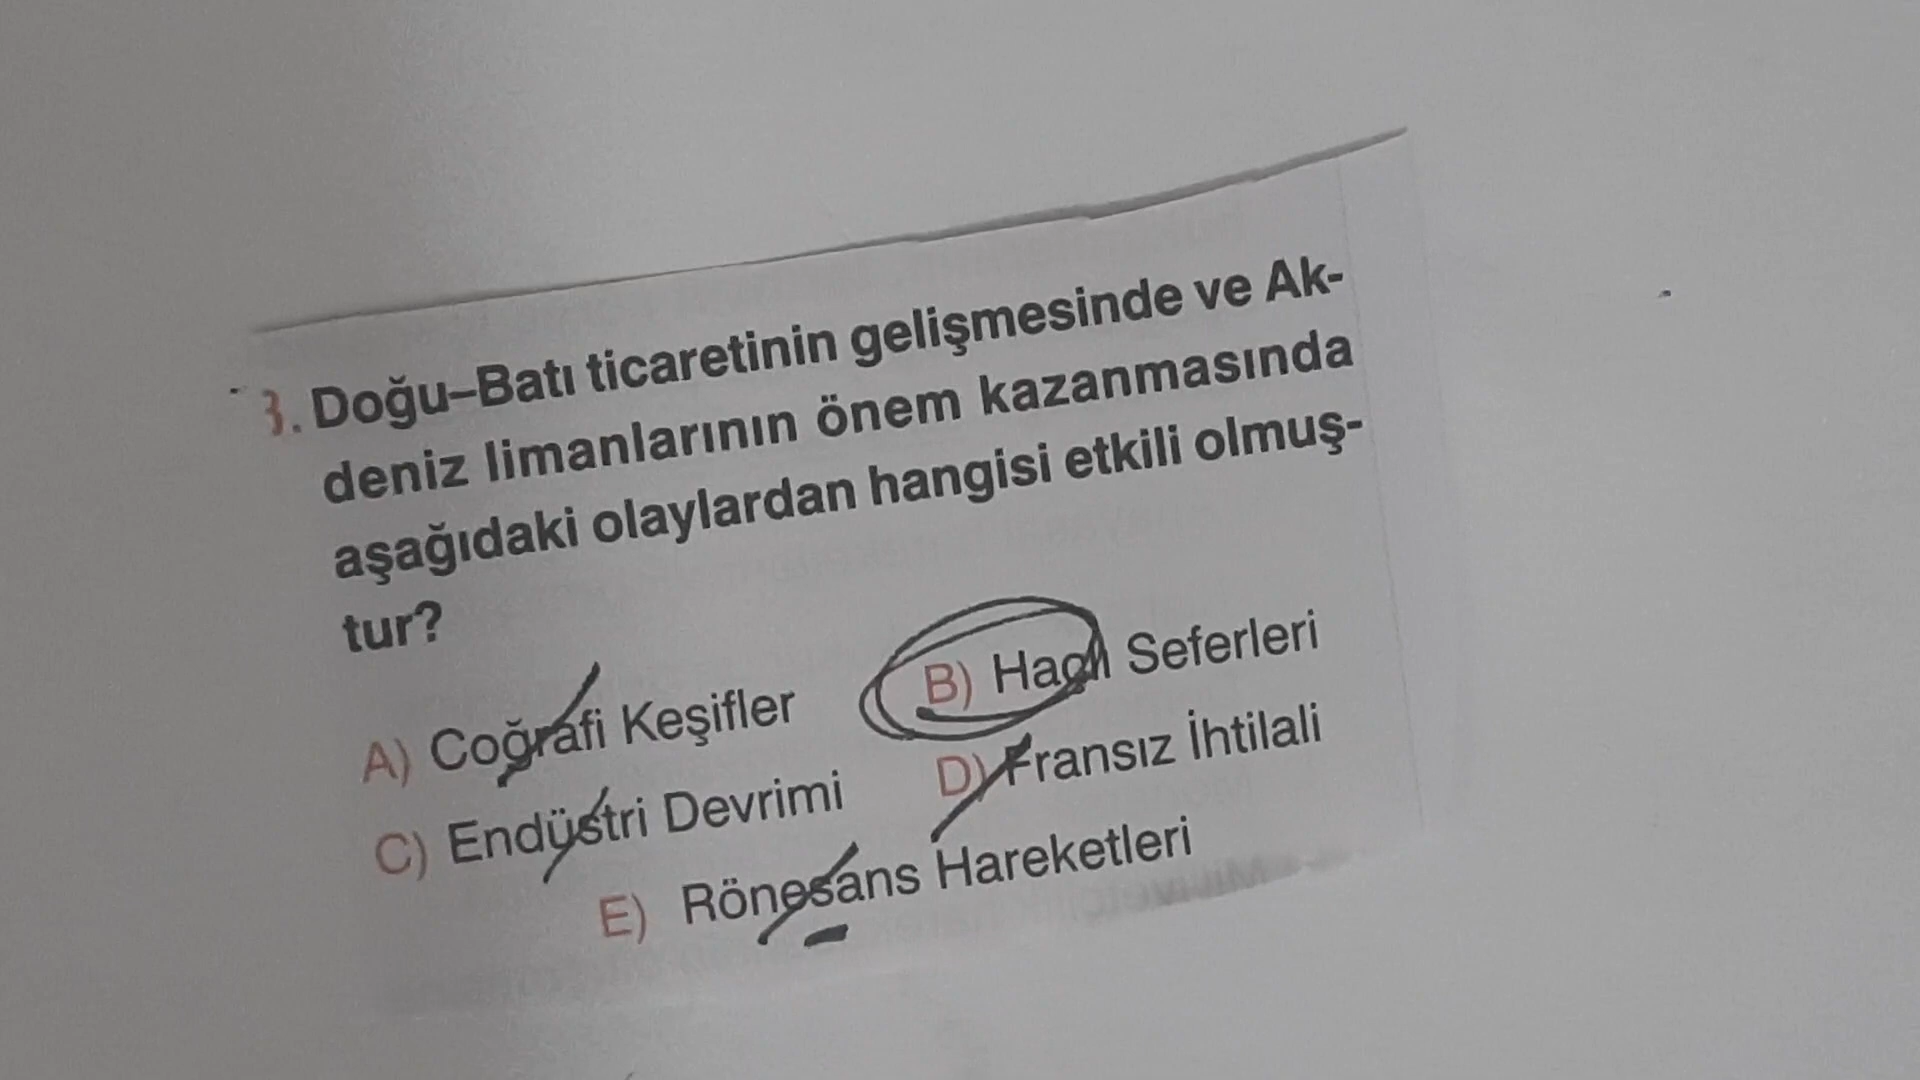 3. Doğu–Batı ticaretinin gelişmesinde ve Ak-
deniz limanlarının önem kazanmasında
aşağıdaki olaylardan hangisi etkili olmuş-
tur?
A) Coğrafi Keşifler B) Haçlı Seferleri
C) Endüstri Devrimi D) Fransız İhtilali
E) Rönesans Hareketleri